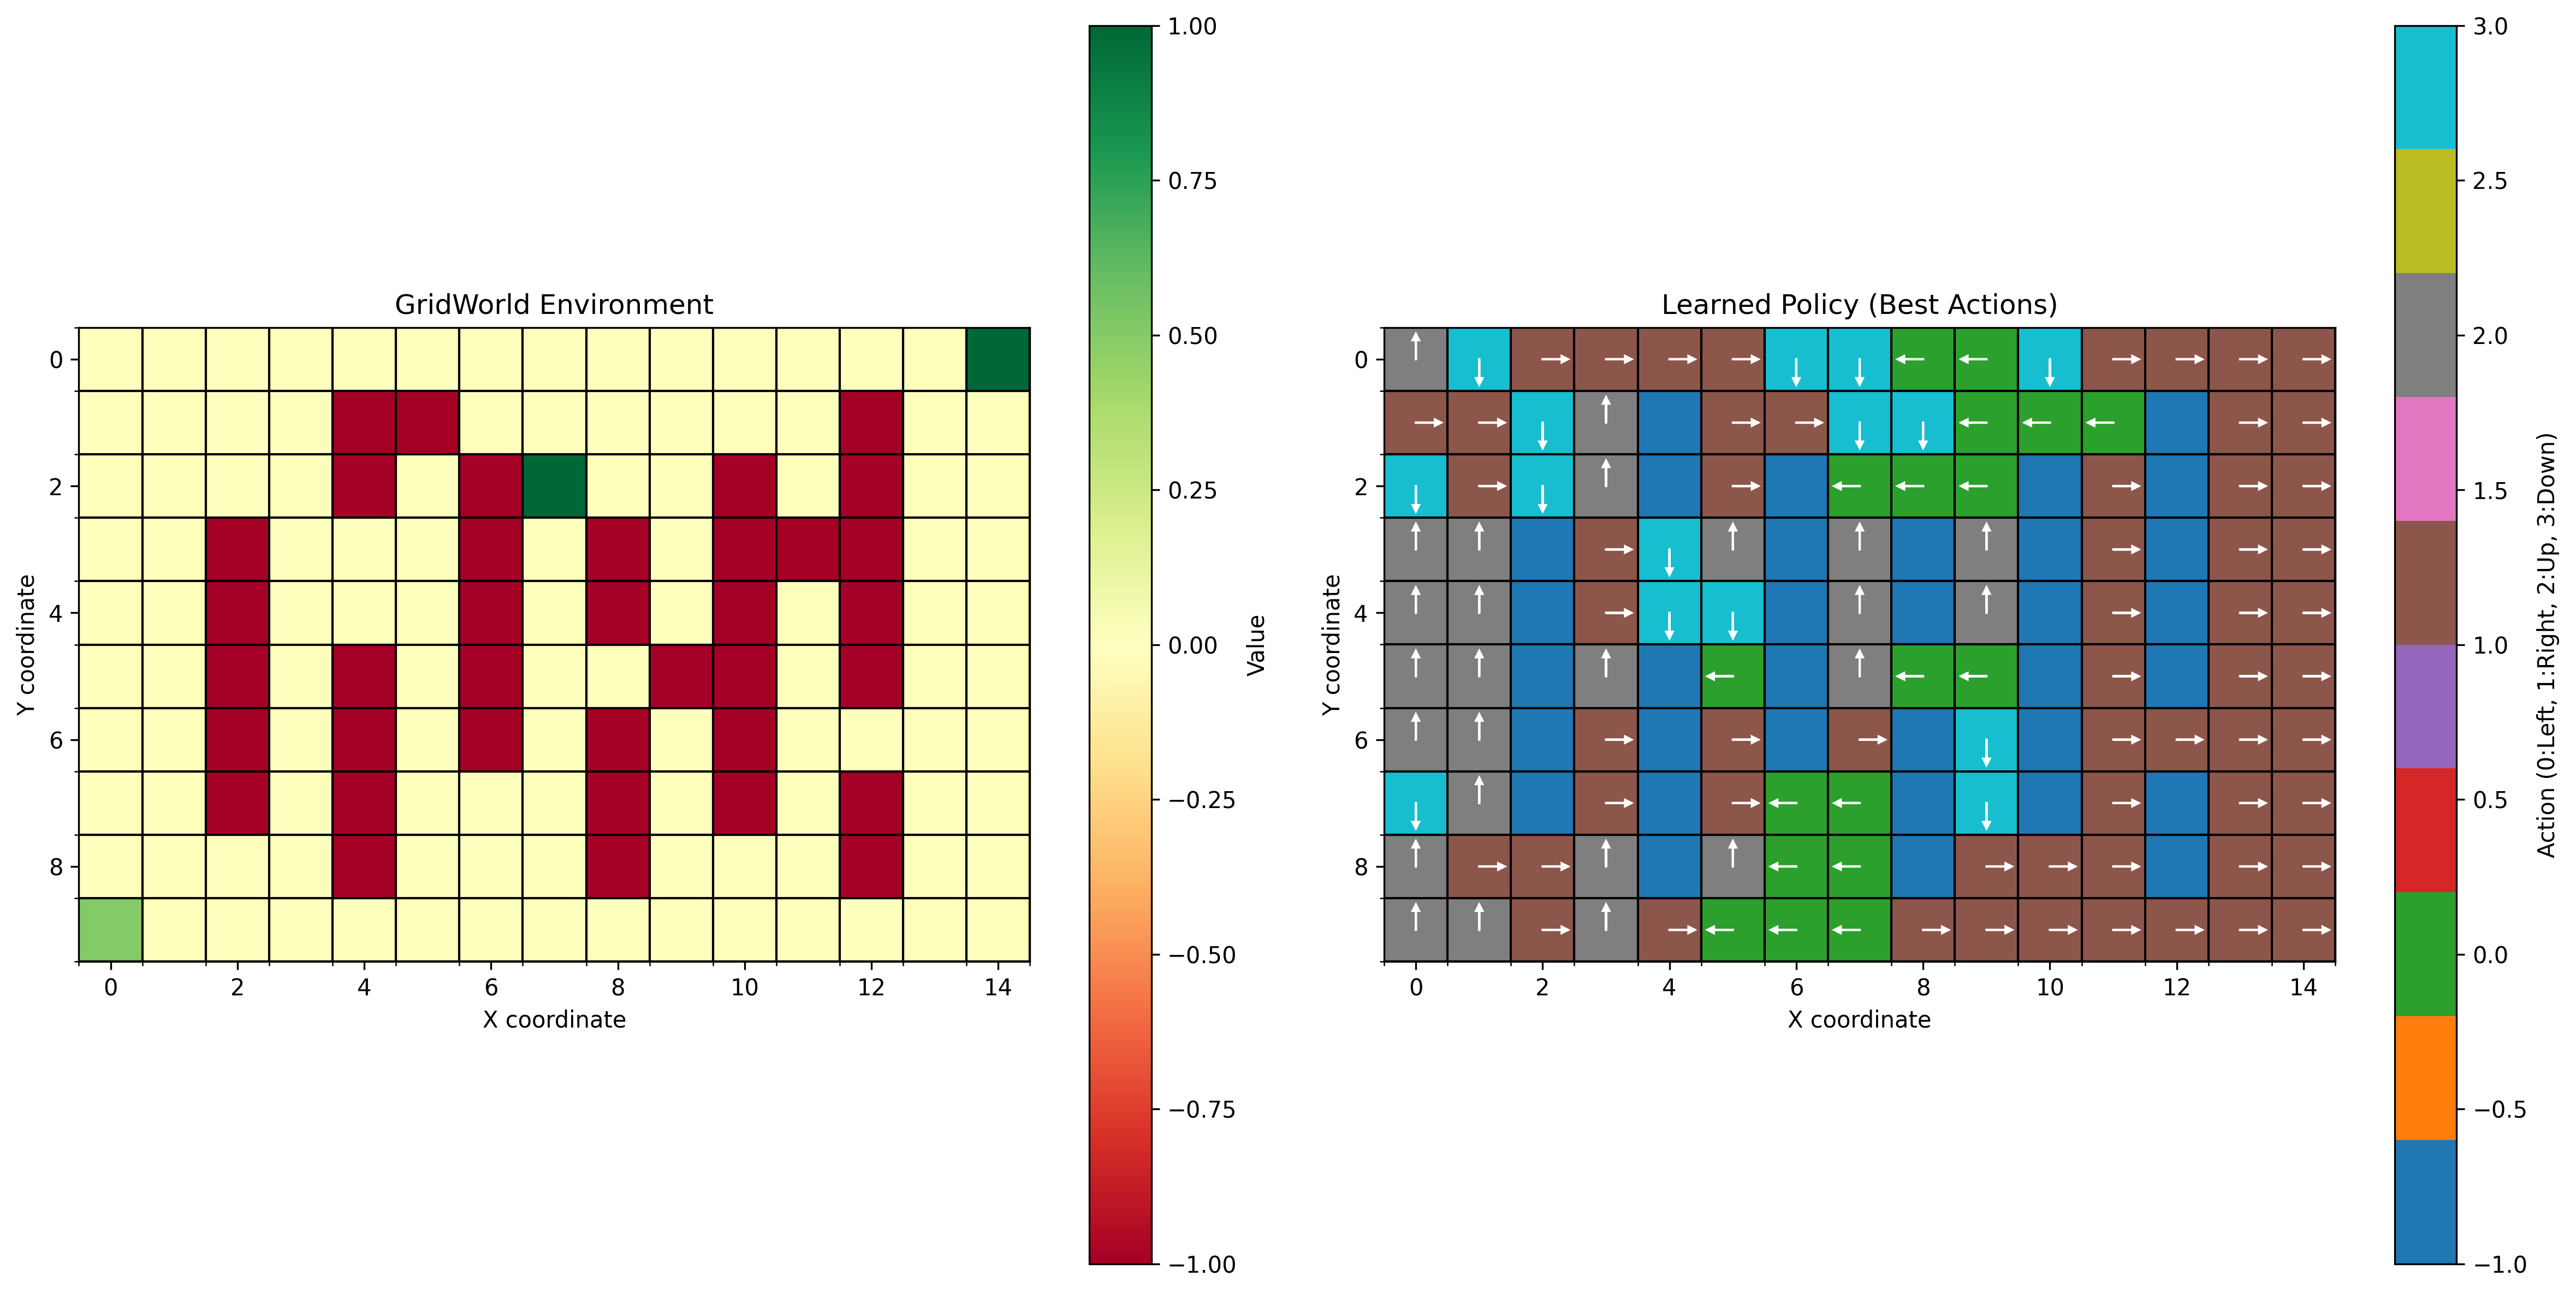 GridWorld Environment
Y coordinate
0
2
4
6
8
0 2 4 6 8 10 12 14
X coordinate
1.00
0.75
0.50
0.25
0.00
−0.25
−0.50
−0.75
−1.00
Value
Learned Policy (Best Actions)
Y coordinate
0
2
4
6
8
0 2 4 6 8 10 12 14
X coordinate
3.0
2.5
2.0
1.5
1.0
0.5
0.0
−0.5
−1.0
Action (0:Left, 1:Right, 2:Up, 3:Down)